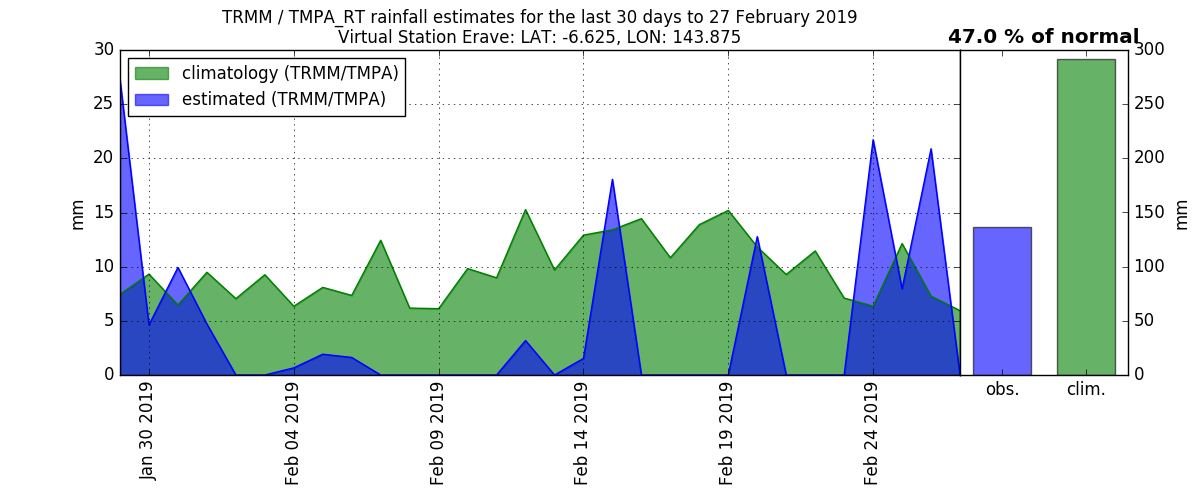 TRMM / TMPA_RT rainfall estimates for the last 30 days to 27 February 2019
Virtual Station Erave: LAT: -6.625, LON: 143.875
47.0 % of normal
climatology (TRMM/TMPA)
estimated (TRMM/TMPA)
30
25
20
15
10
5
0
mm
300
250
200
150
100
50
0
mm
Jan 30 2019
Feb 04 2019
Feb 09 2019
Feb 14 2019
Feb 19 2019
Feb 24 2019
obs.
clim.